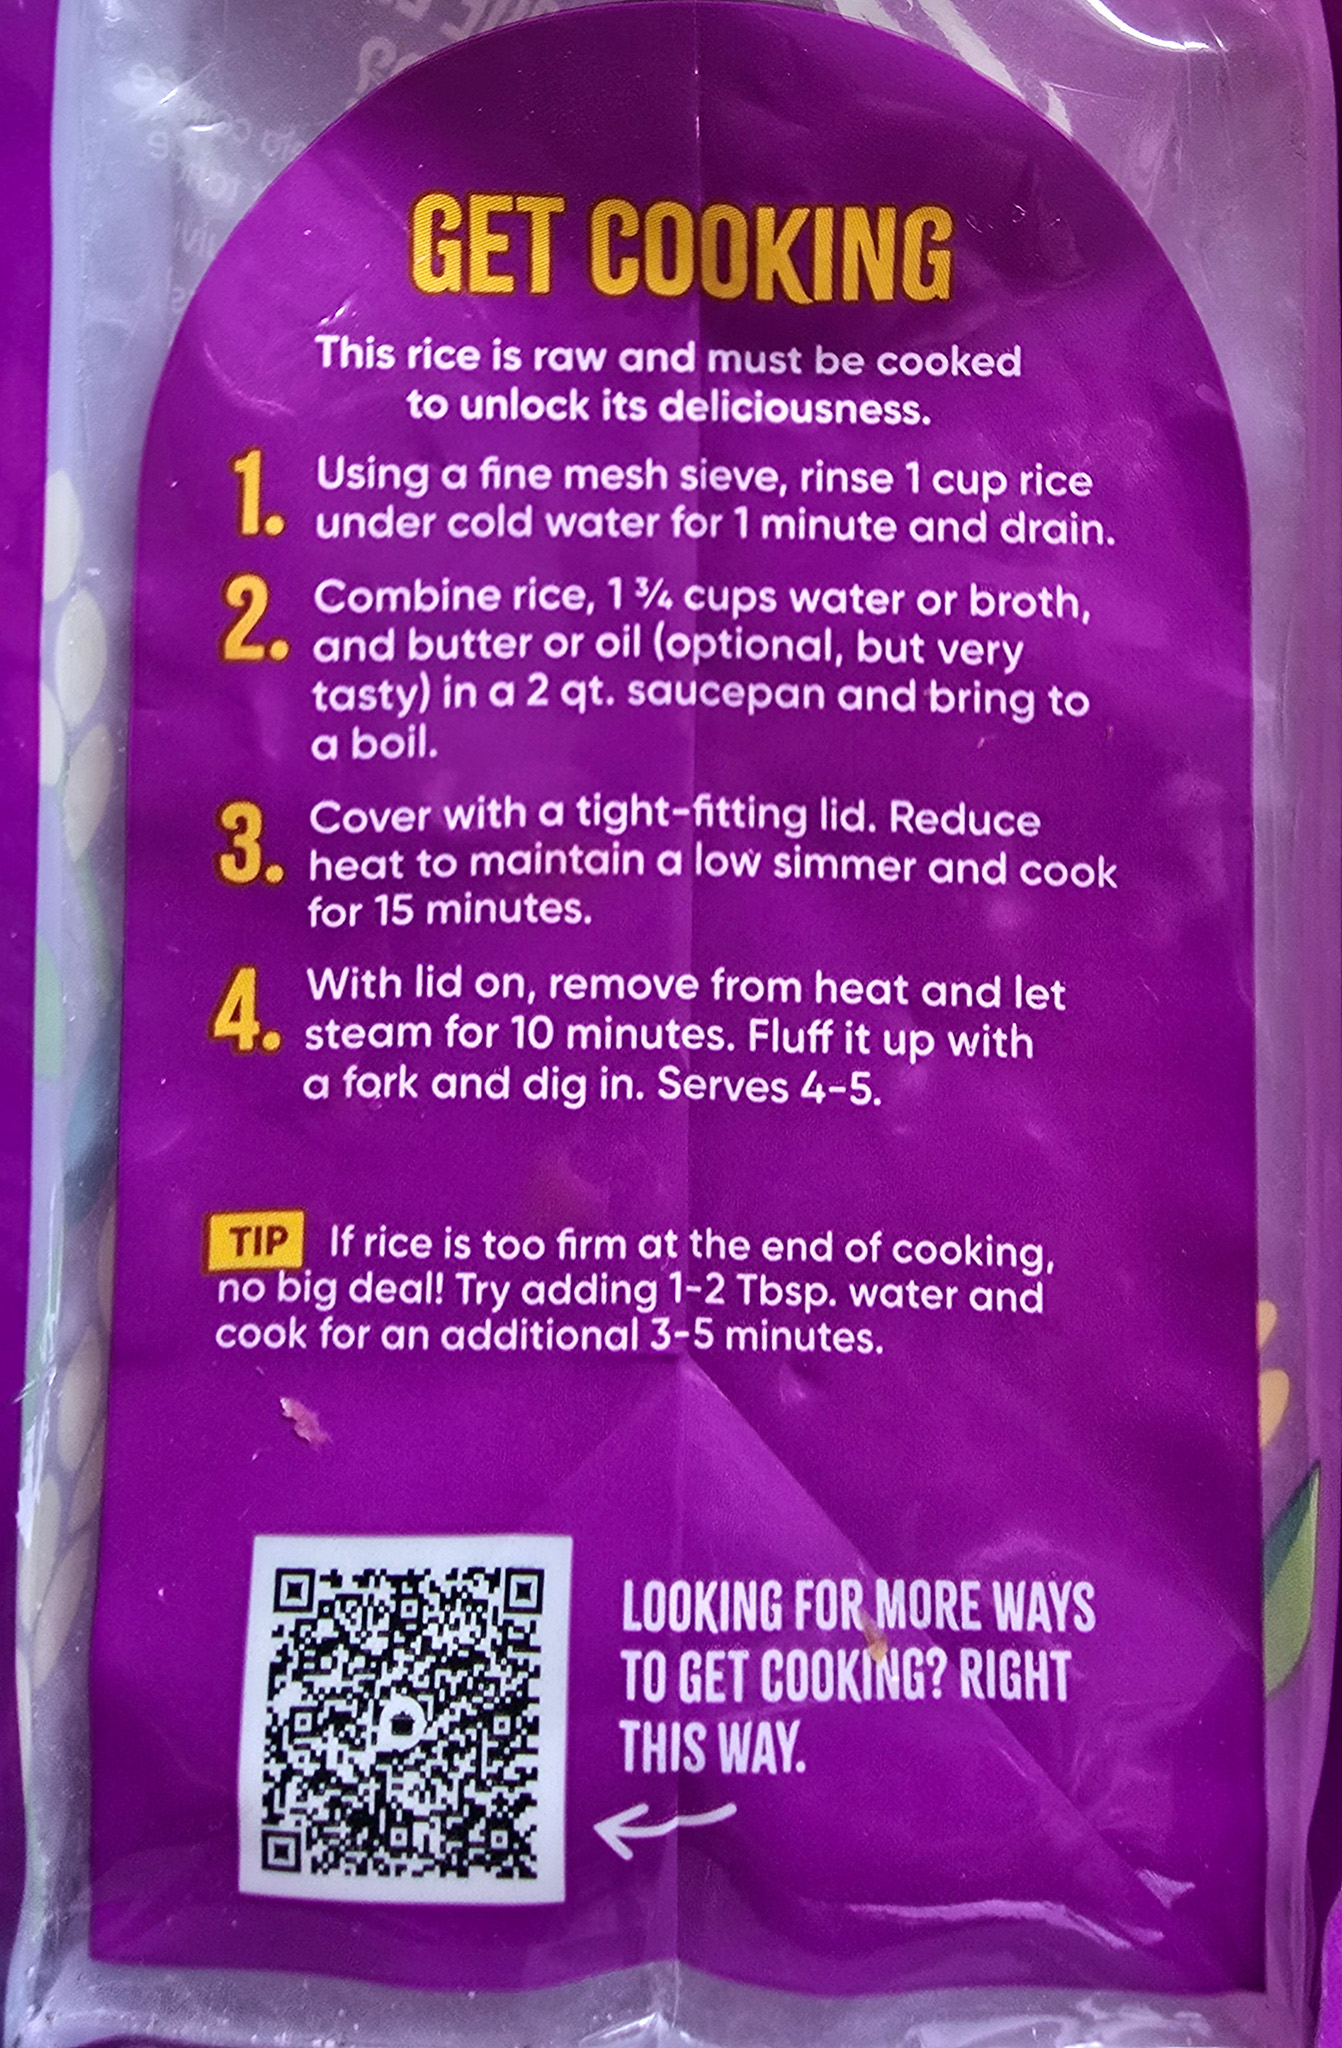 GET COOKING
This rice is raw and must be cooked
to unlock its deliciousness.
1. Using a fine mesh sieve, rinse 1 cup rice
under cold water for 1 minute and drain.
2. Combine rice, 1 ¾ cups water or broth,
and butter or oil (optional, but very
tasty) in a 2 qt. saucepan and bring to
a boil.
3. Cover with a tight-fitting lid. Reduce
heat to maintain a low simmer and cook
for 15 minutes.
4. With lid on, remove from heat and let
steam for 10 minutes. Fluff it up with
a fork and dig in. Serves 4-5.
TIP If rice is too firm at the end of cooking,
no big deal! Try adding 1-2 Tbsp. water and
cook for an additional 3-5 minutes.
LOOKING FOR MORE WAYS
TO GET COOKING? RIGHT
THIS WAY.